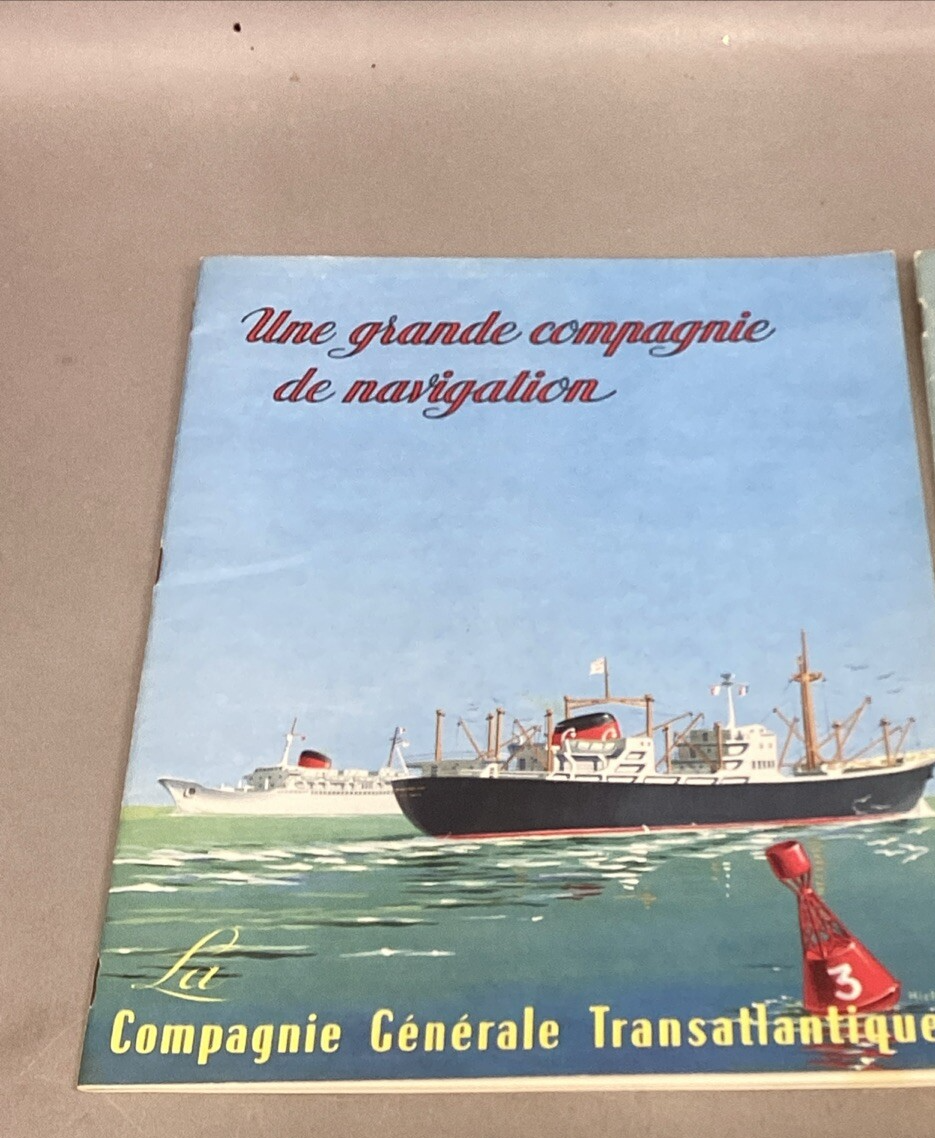 Une grande compagnie
de navigation
3
La
Compagnie Générale Transatlantique